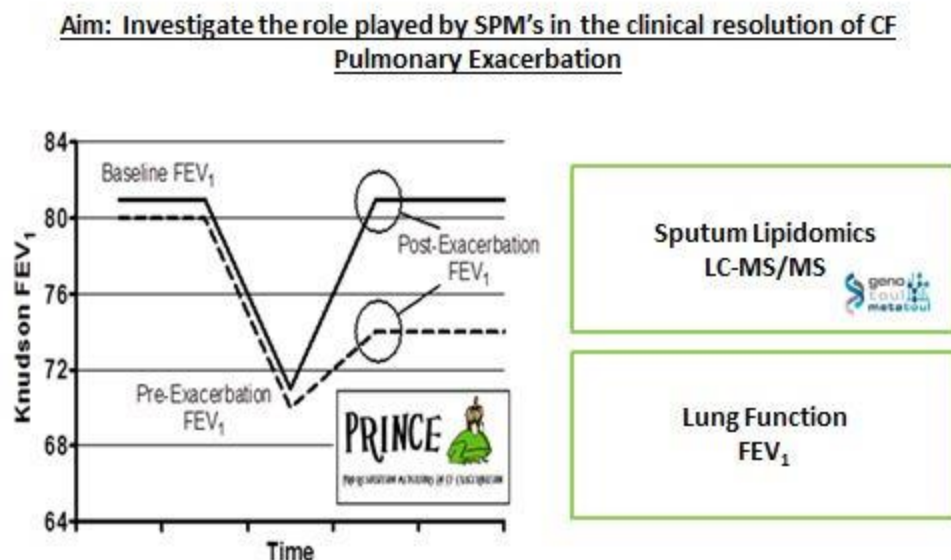 Aim: Investigate the role played by SPM's in the clinical resolution of CF
Pulmonary Exacerbation
84
80
76
72
68
64
Knudson FEV1
Baseline FEV1
Post-Exacerbation
FEV1
Pre-Exacerbation
FEV1
PRINCE
Time
Sputum Lipidomics
LC-MS/MS
geno
toul
metatoul
Lung Function
FEV1